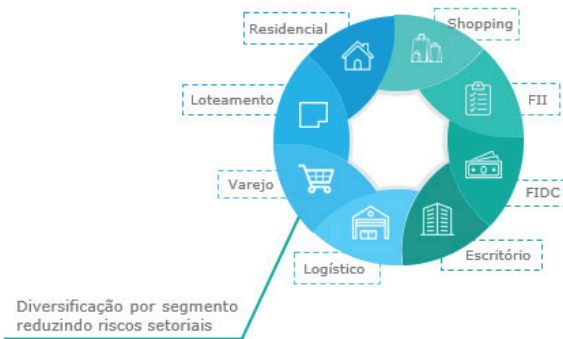 Residencial
Shopping
Loteamento
FII
Varejo
FIDC
Logístico
Escritório
Diversificação por segmento
reduzindo riscos setoriais